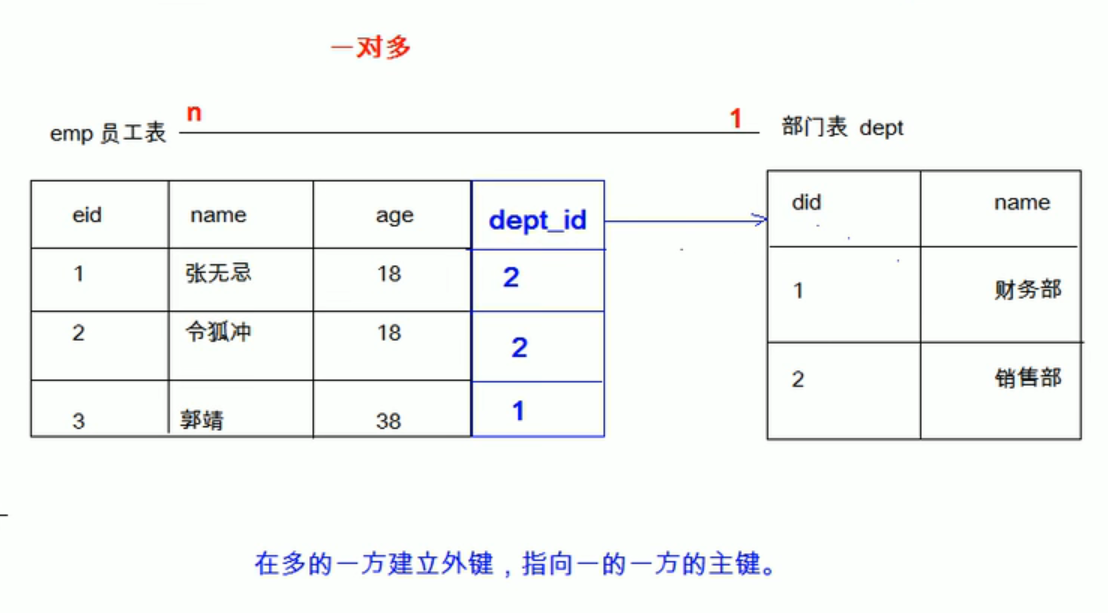 一对多
n
1
emp 员工表
部门表 dept
eid name age dept_id
1 张无忌 18 2
2 令狐冲 18 2
3 郭靖 38 1
did name
1 财务部
2 销售部
在多的一方建立外键，指向一的一方的主键。